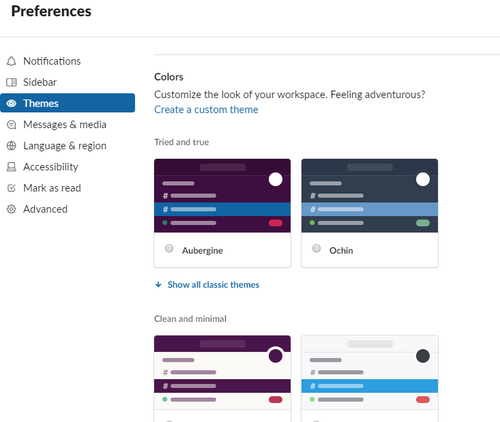 Preferences
Notifications
Sidebar
Themes
Messages & media
Language & region
Accessibility
Mark as read
Advanced
Colors
Customize the look of your workspace. Feeling adventurous?
Create a custom theme
Tried and true
#
#
#
#
Aubergine
Ochin
Show all classic themes
Clean and minimal
#
#
#
#